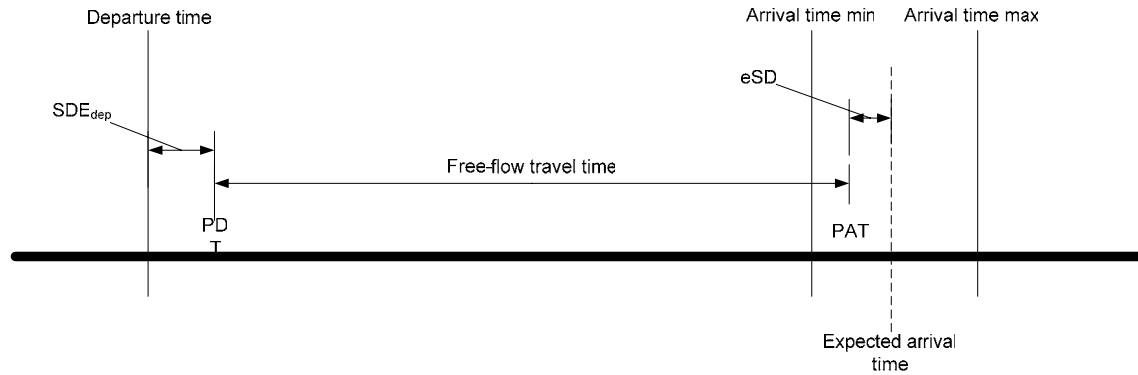 Departure time
Arrival time min
Arrival time max
eSD
SDEdep
Free-flow travel time
PD
T
PAT
Expected arrival
time